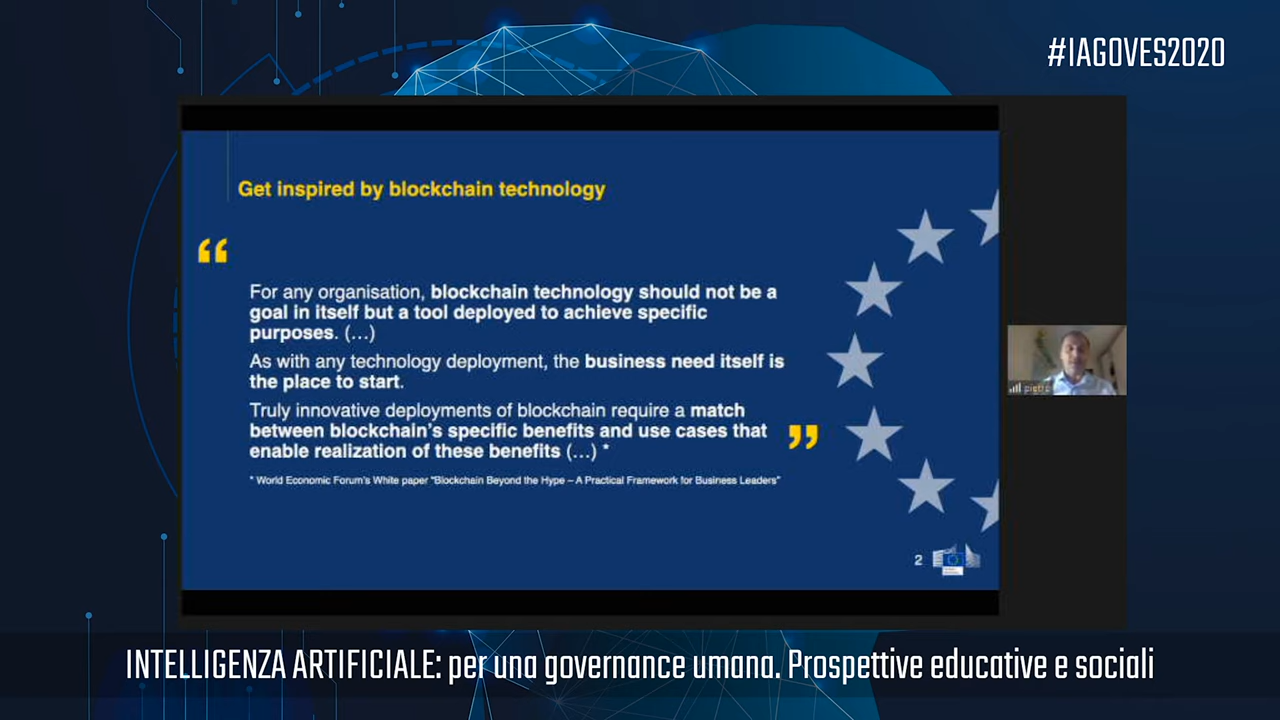 #IAGOVES2020
Get inspired by blockchain technology
“
For any organisation, blockchain technology should not be a
goal in itself but a tool deployed to achieve specific
purposes. (...)
As with any technology deployment, the business need itself is
the place to start.
Truly innovative deployments of blockchain require a match
between blockchain's specific benefits and use cases that
enable realization of these benefits (...) *
”
* World Economic Forum's White paper "Blockchain Beyond the Hype – A Practical Framework for Business Leaders"
2
INTELLIGENZA ARTIFICIALE: per una governance umana. Prospettive educative e sociali